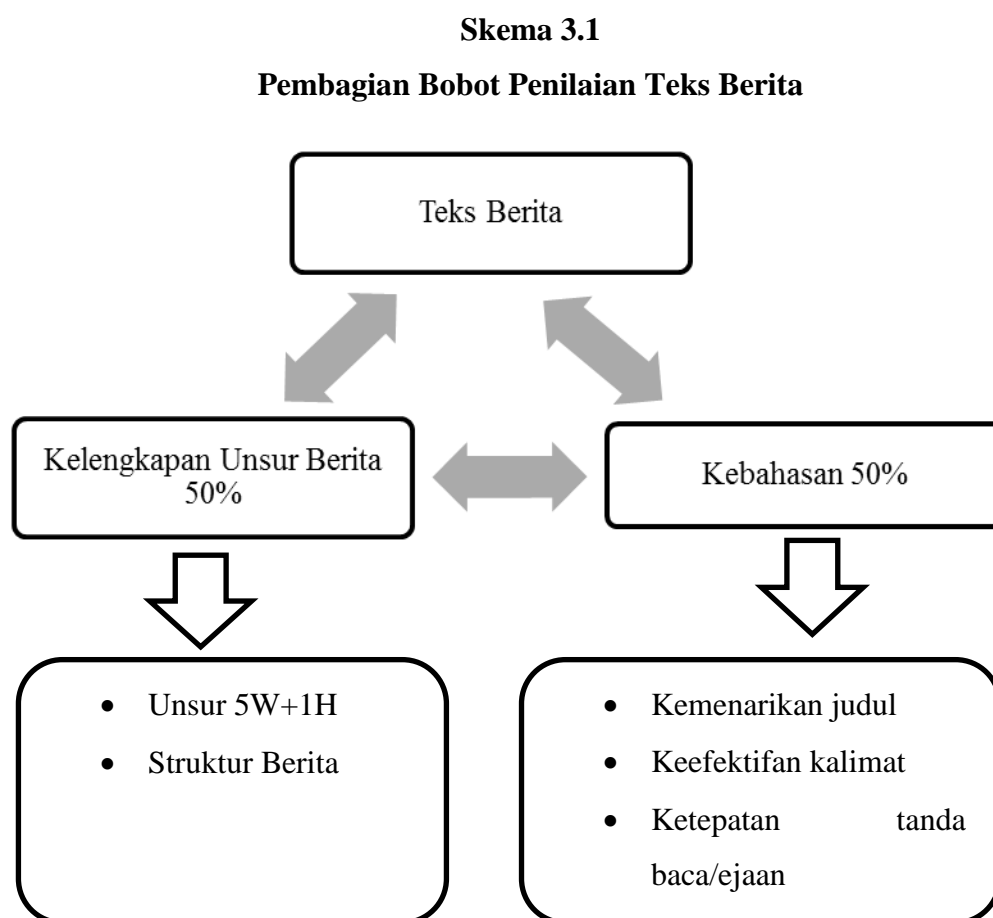 Skema 3.1
Pembagian Bobot Penilaian Teks Berita
Teks Berita
Kelengkapan Unsur Berita
50%
Kebahasan 50%
• Unsur 5W+1H
• Struktur Berita
• Kemenarikan judul
• Keefektifan kalimat
• Ketepatan tanda
baca/ejaan